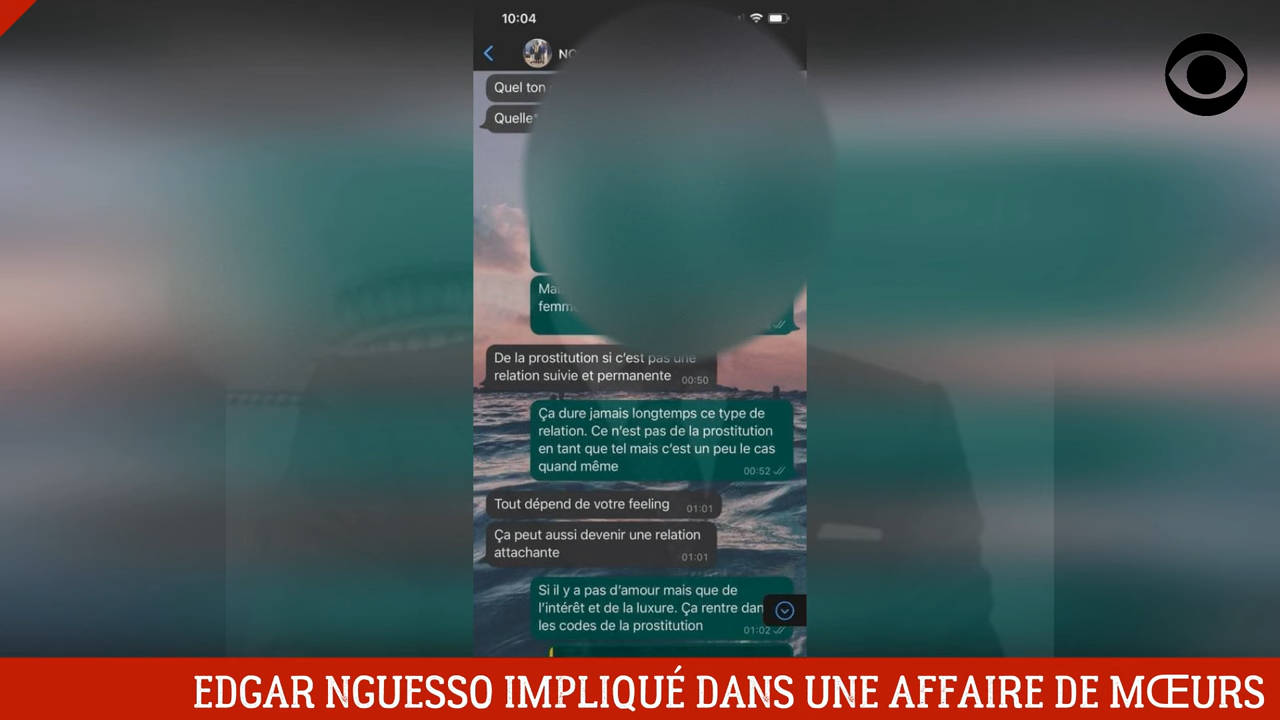 10:04
NC
Quel ton
Quelle
Mai
femme
De la prostitution si c'est pas une
relation suivie et permanente 00:50
Ça dure jamais longtemps ce type de
relation. Ce n'est pas de la prostitution
en tant que tel mais c'est un peu le cas
quand même 00:52
Tout dépend de votre feeling 01:01
Ça peut aussi devenir une relation
attachante 01:01
Si il y a pas d'amour mais que de
l'intérêt et de la luxure. Ça rentre dan
les codes de la prostitution 01:02
EDGAR NGUESSO IMPLIQUÉ DANS UNE AFFAIRE DE MŒURS